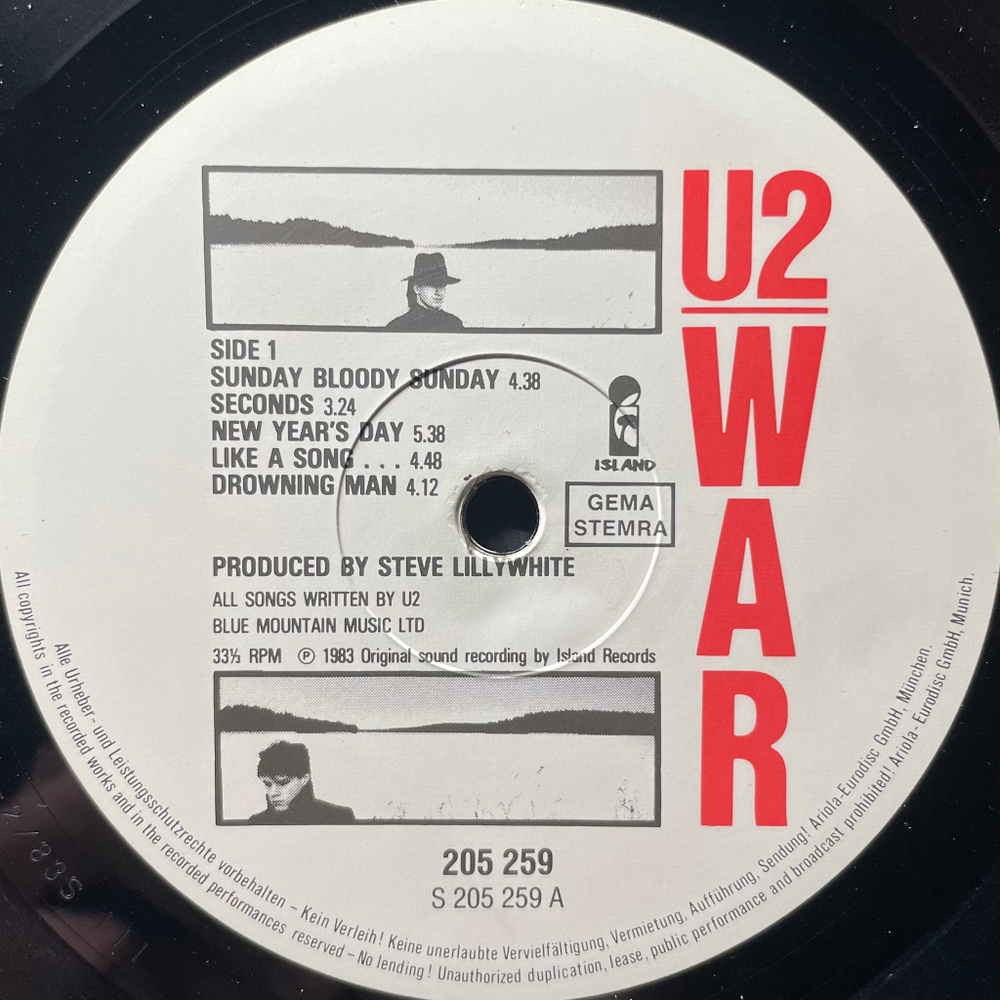 U2
WAR
SIDE 1
SUNDAY BLOODY SUNDAY 4.38
SECONDS 3.24
NEW YEAR'S DAY 5.38
LIKE A SONG . . . 4.48
DROWNING MAN 4.12
ISLAND
GEMA
STEMRA
PRODUCED BY STEVE LILLYWHITE
ALL SONGS WRITTEN BY U2
BLUE MOUNTAIN MUSIC LTD
33⅓ RPM ℗ 1983 Original sound recording by Island Records
205 259
S 205 259 A
Alle Urheber- und Leistungsschutzrechte vorbehalten – Kein Verleih! Keine unerlaubte Vervielfältigung, Vermietung, Aufführung, Sendung! Ariola-Eurodisc GmbH, München.
All copyrights in the recorded works and in the recorded performances reserved – No lending! Unauthorized duplication, lease, public performance and broadcast prohibited! Ariola-Eurodisc GmbH, Munich.